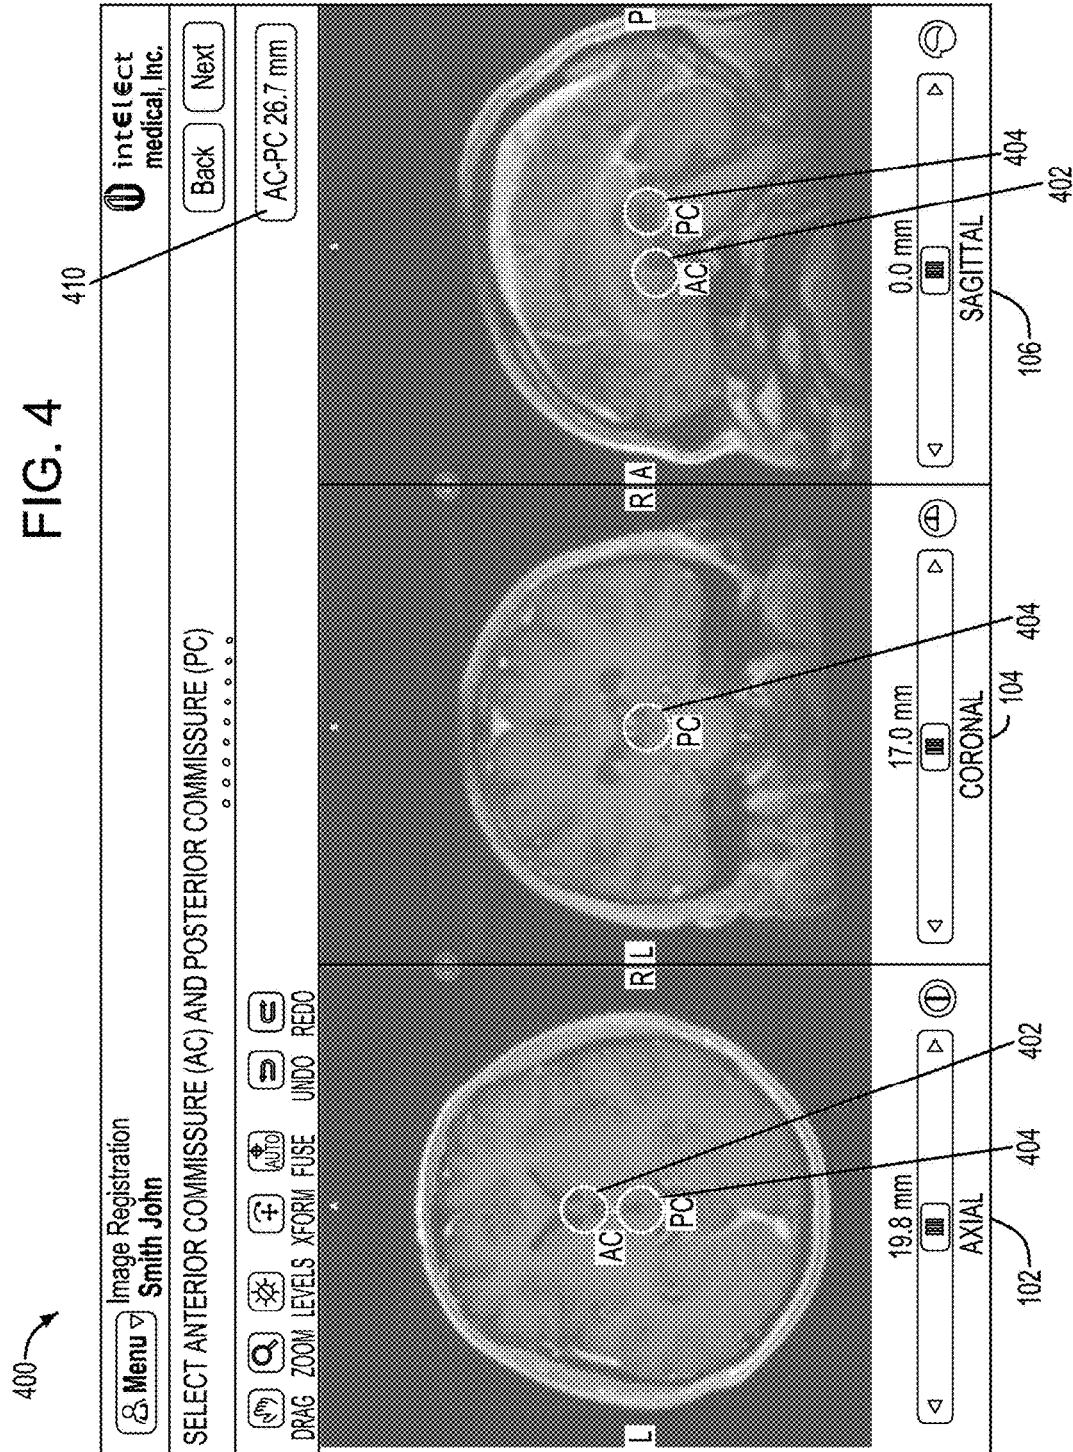 FIG. 4
400
410
Menu
Image Registration
Smith John
intelect
medical, Inc.
SELECT ANTERIOR COMMISSURE (AC) AND POSTERIOR COMMISSURE (PC)
Back
Next
DRAG
ZOOM
LEVELS
XFORM
AUTO
FUSE
UNDO
REDO
AC-PC 26.7 mm
L
R
AC
PC
L
R
PC
A
P
AC
PC
19.8 mm
AXIAL
17.0 mm
CORONAL
0.0 mm
SAGITTAL
102
404
402
104
404
106
402
404